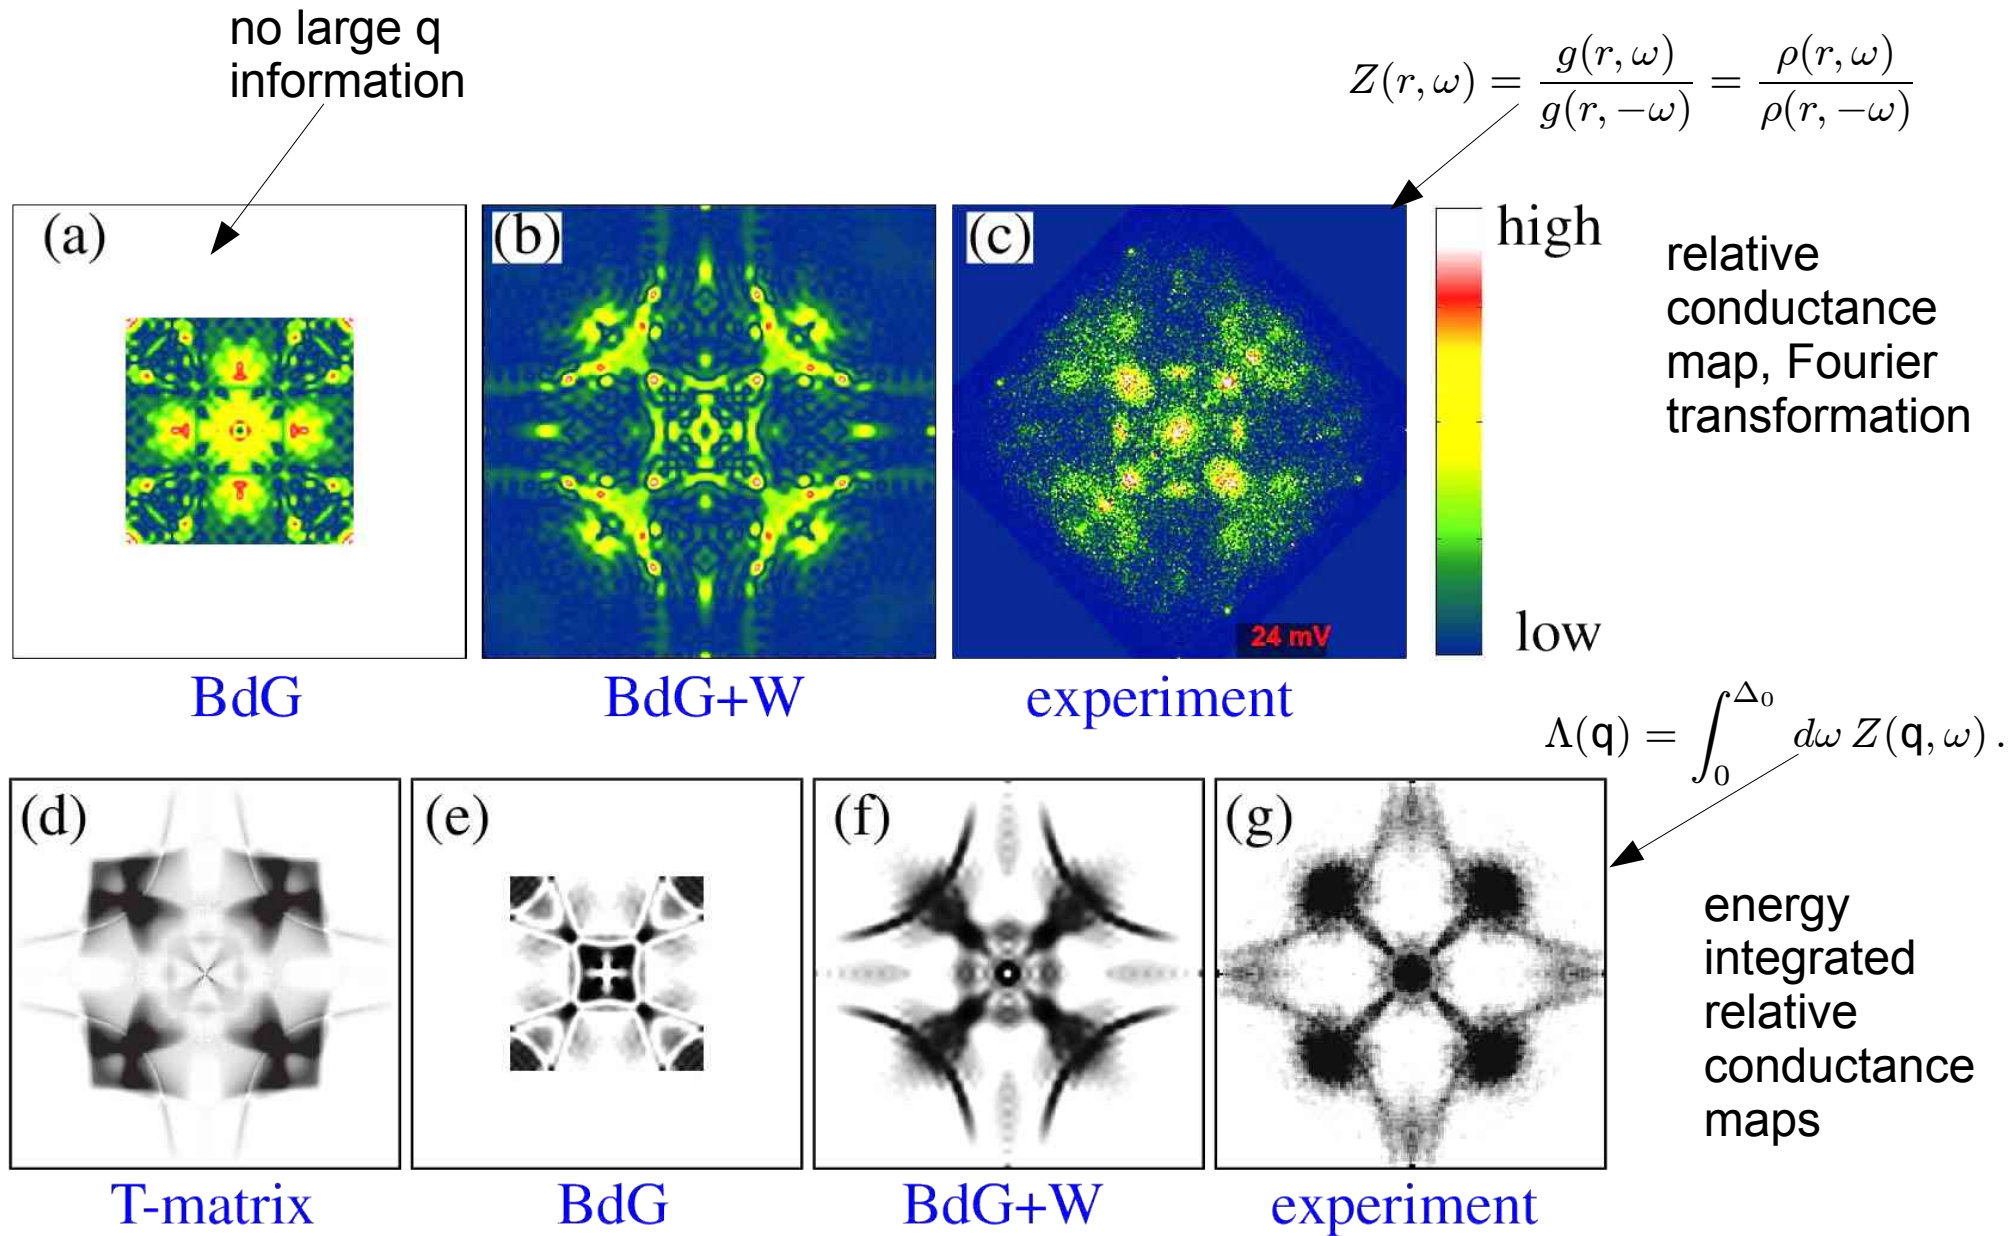 no large q
information
Z(r, ω) = g(r, ω) / g(r, −ω) = ρ(r, ω) / ρ(r, −ω)
(a)
(b)
(c)
high
low
24 mV
relative
conductance
map, Fourier
transformation
BdG
BdG+W
experiment
Λ(q) = ∫₀^Δ₀ dω Z(q, ω) .
(d)
(e)
(f)
(g)
energy
integrated
relative
conductance
maps
T-matrix
BdG
BdG+W
experiment